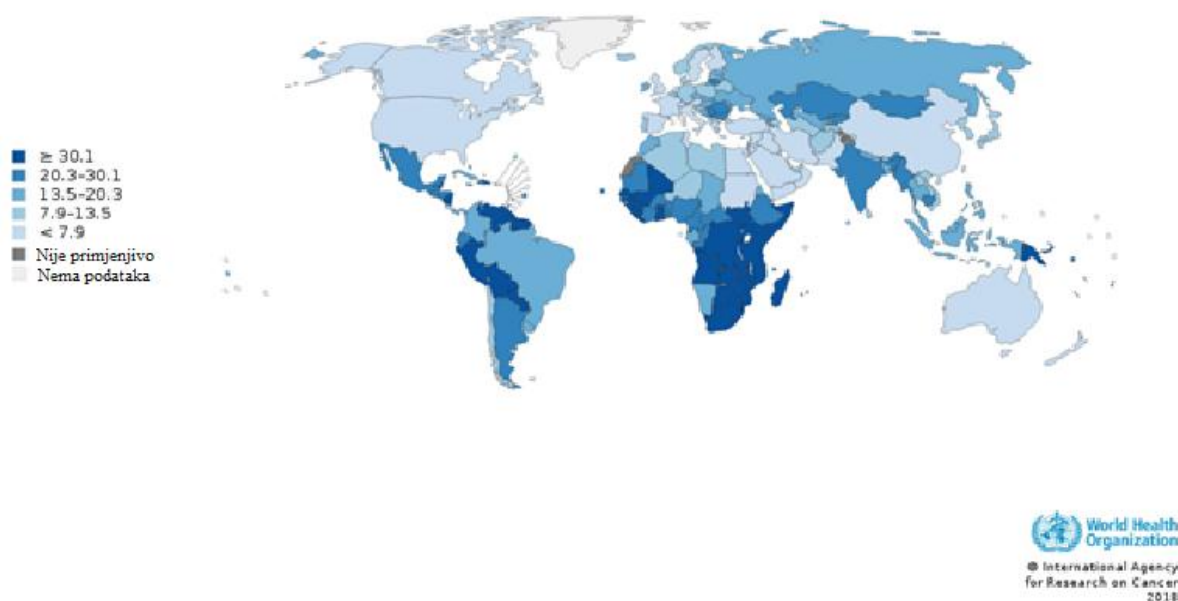 ≥ 30.1
20.3–30.1
13.5–20.3
7.9–13.5
< 7.9
Nije primjenjivo
Nema podataka
World Health
Organization
© International Agency
for Research on Cancer
2018